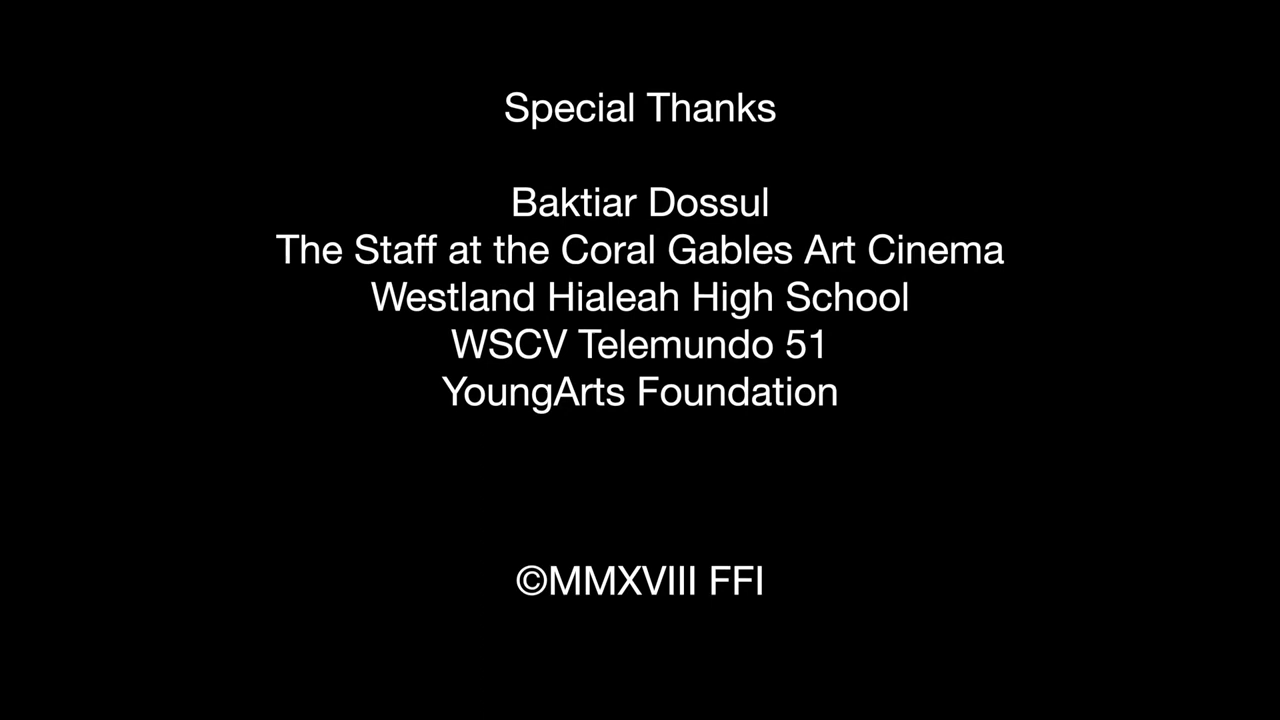 Special Thanks
Baktiar Dossul
The Staff at the Coral Gables Art Cinema
Westland Hialeah High School
WSCV Telemundo 51
YoungArts Foundation
©MMXVIII FFI